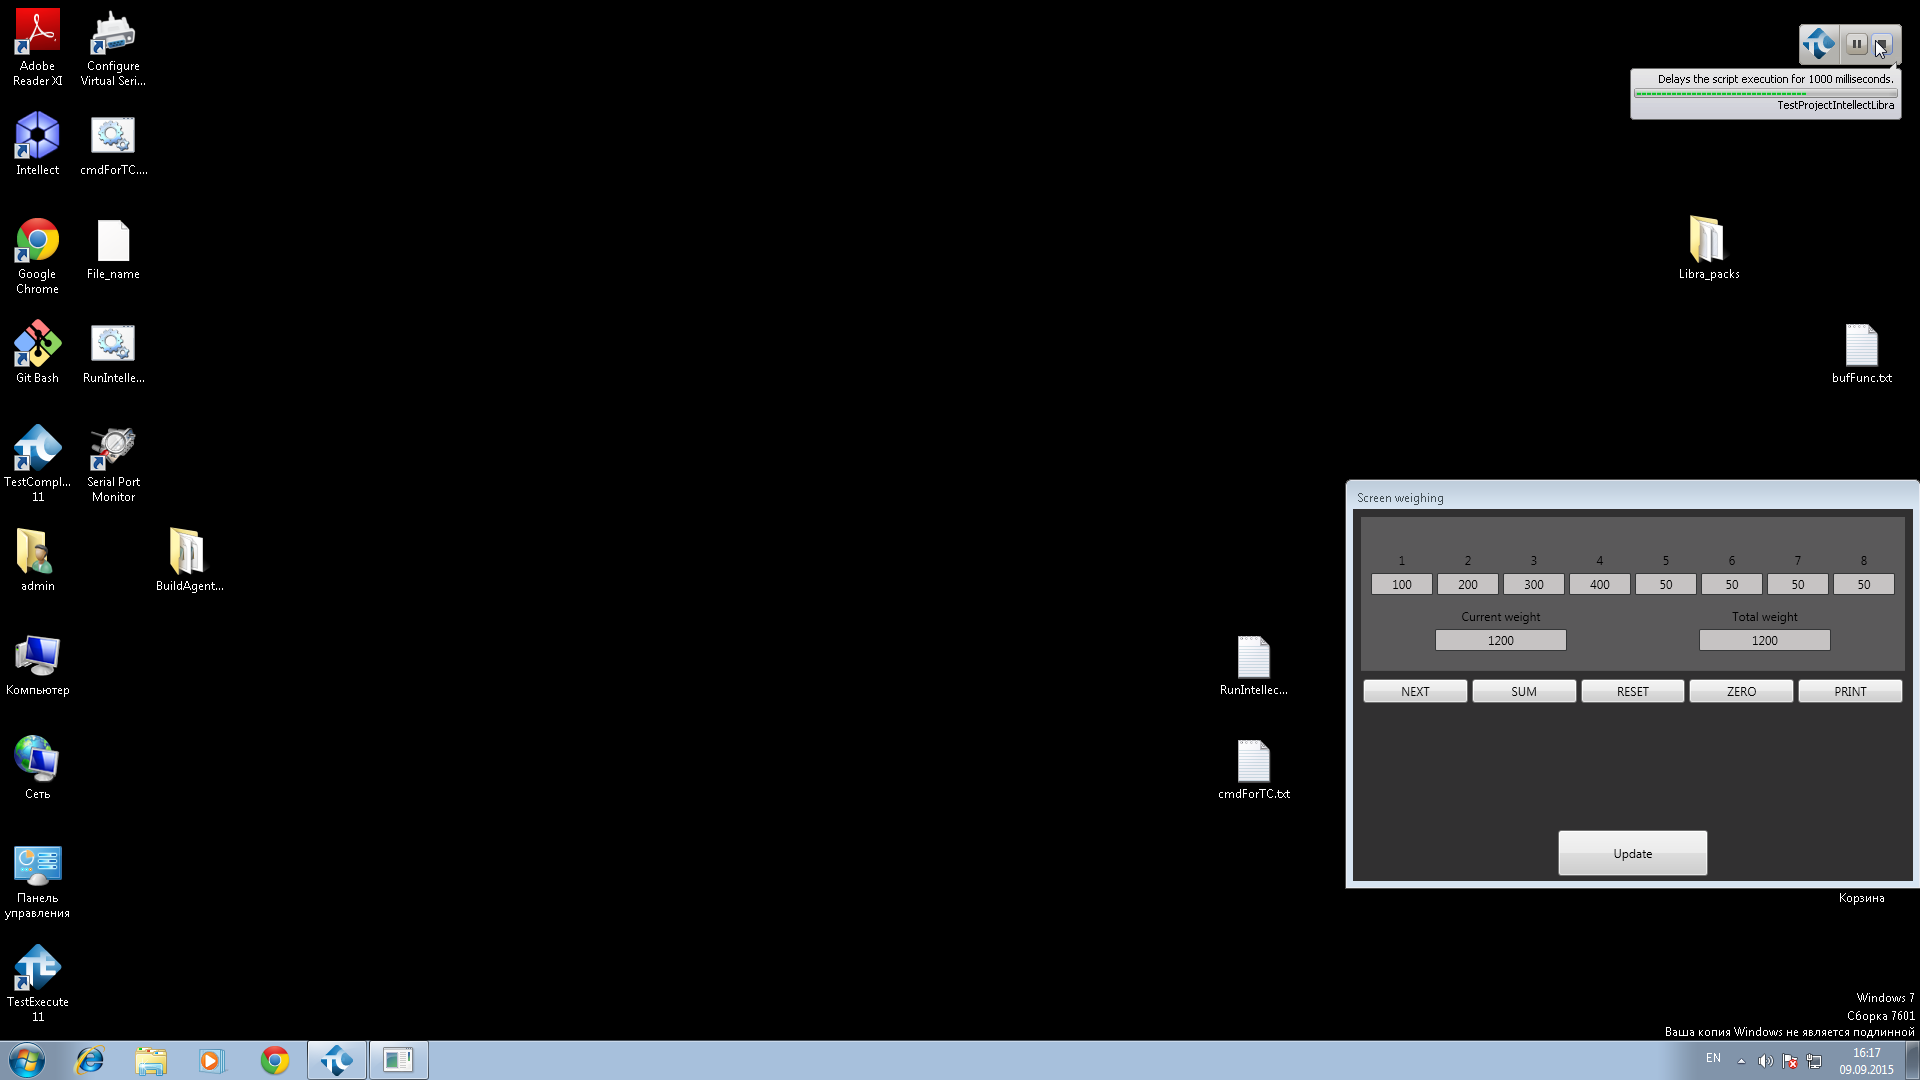 Adobe
Reader XI
Configure
Virtual Seri...
Intellect
cmdForTC....
Google
Chrome
File_name
Git Bash
RunIntelle...
TestCompl...
11
Serial Port
Monitor
admin
BuildAgent...
Компьютер
Сеть
Панель
управления
TestExecute
11
Delays the script execution for 1000 milliseconds.
TestProjectIntellectLibra
Libra_packs
bufFunc.txt
RunIntellec...
cmdForTC.txt
Screen weighing
1 2 3 4 5 6 7 8
100 200 300 400 50 50 50 50
Current weight Total weight
1200 1200
NEXT SUM RESET ZERO PRINT
Update
Корзина
Windows 7
Сборка 7601
Ваша копия Windows не является подлинной
EN
16:17
09.09.2015